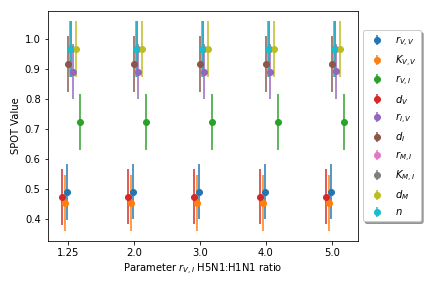 1.0
0.9
0.8
0.7
0.6
0.5
0.4
SPOT Value
1.25 2.0 3.0 4.0 5.0
Parameter r_{V,I} H5N1:H1N1 ratio
r_{V,V}
K_{V,V}
r_{V,I}
d_V
r_{I,V}
d_I
r_{M,I}
K_{M,I}
d_M
n